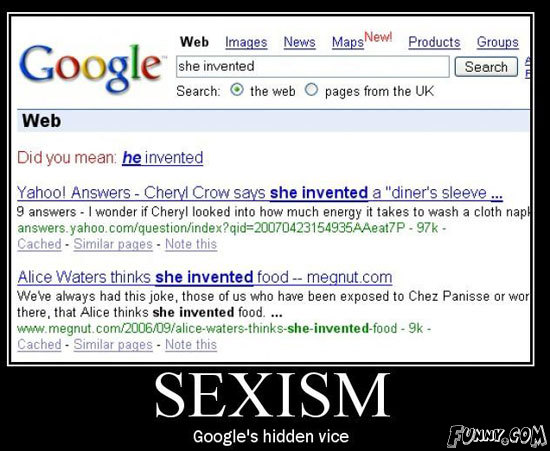 Google
Web Images News Maps New! Products Groups
she invented Search
Search: the web pages from the UK
Web
Did you mean: he invented
Yahoo! Answers - Cheryl Crow says she invented a "diner's sleeve ...
9 answers - I wonder if Cheryl looked into how much energy it takes to wash a cloth napk
answers.yahoo.com/question/index?qid=20070423154935AAeat7P - 97k -
Cached - Similar pages - Note this
Alice Waters thinks she invented food -- megnut.com
We've always had this joke, those of us who have been exposed to Chez Panisse or wor
there, that Alice thinks she invented food. ...
www.megnut.com/2006/09/alice-waters-thinks-she-invented-food - 9k -
Cached - Similar pages - Note this
SEXISM
Google's hidden vice
FUNNY.COM